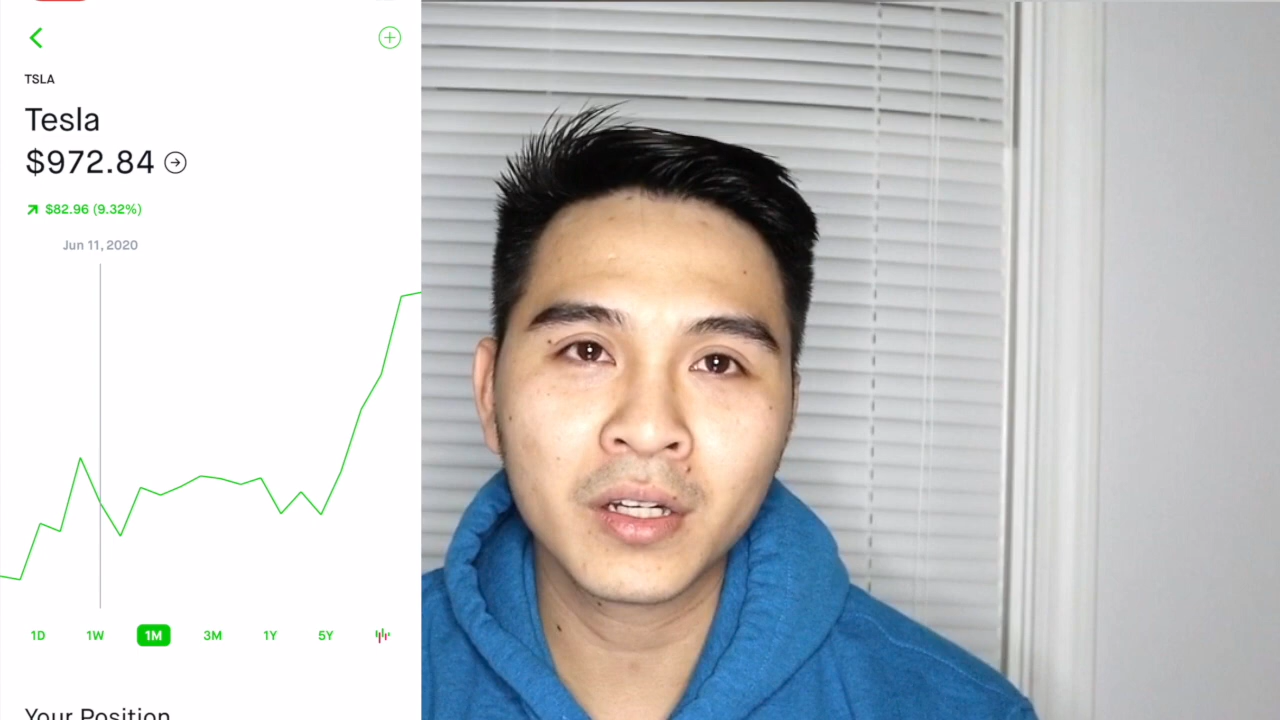 TSLA
Tesla
$972.84
$82.96 (9.32%)
Jun 11, 2020
1D 1W 1M 3M 1Y 5Y
Your Position